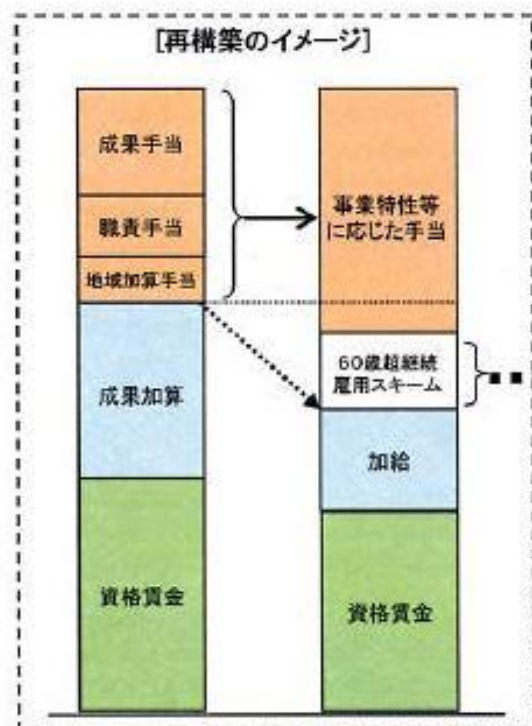 [再構築のイメージ]
成果手当
職責手当
地域加算手当
成果加算
資格賃金
事業特性等
に応じた手当
60歳超継続
雇用スキーム
加給
資格賃金